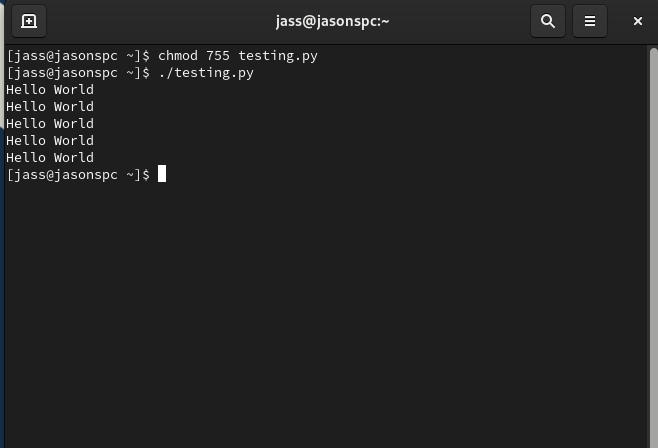 jass@jasonspc:~
[jass@jasonspc ~]$ chmod 755 testing.py
[jass@jasonspc ~]$ ./testing.py
Hello World
Hello World
Hello World
Hello World
Hello World
[jass@jasonspc ~]$